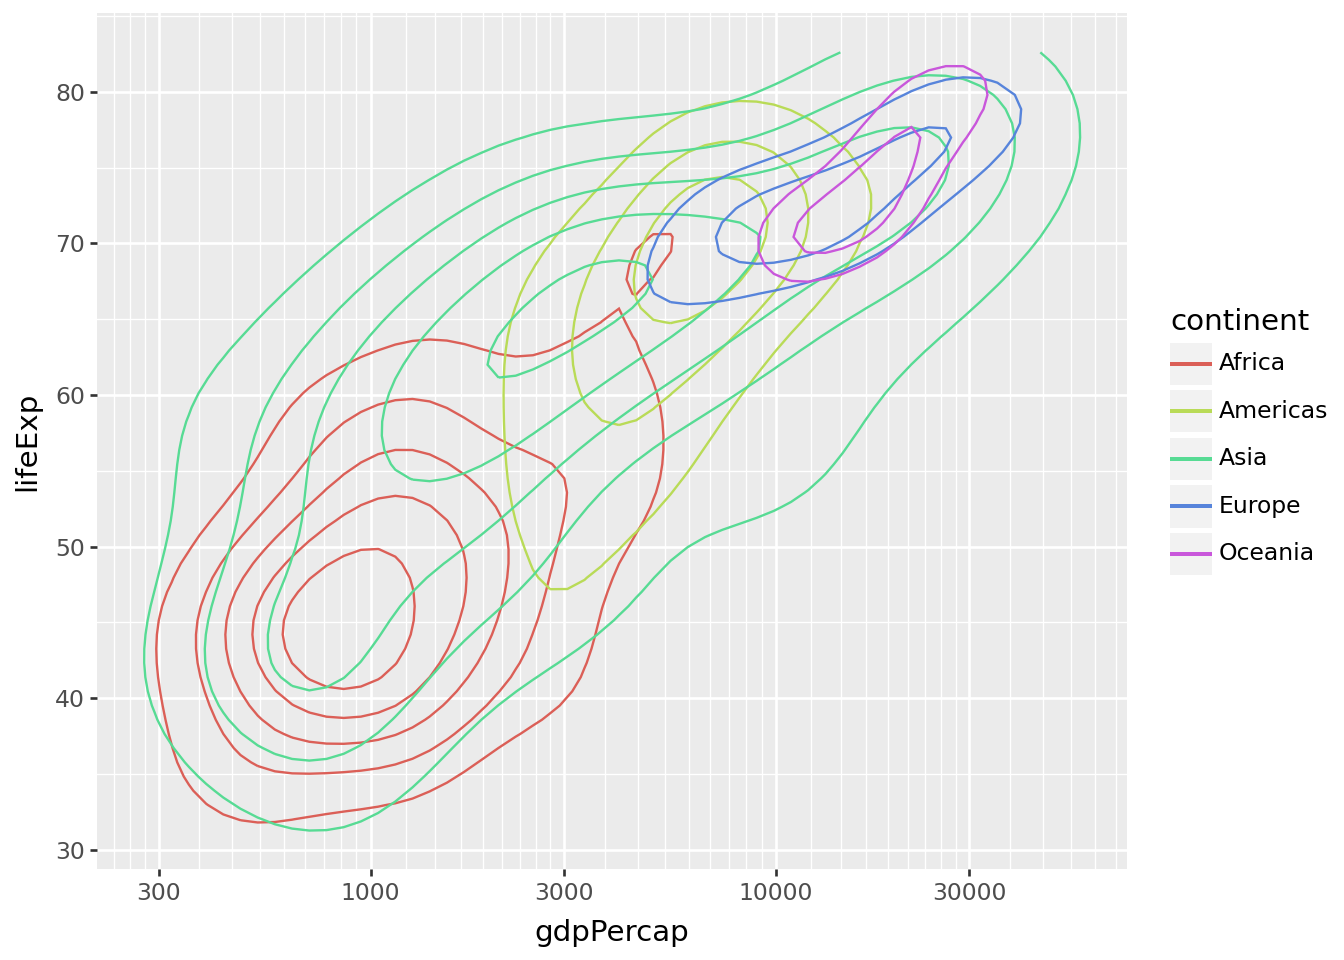 80
70
60
50
40
30
lifeExp
300
1000
3000
10000
30000
gdpPercap
continent
Africa
Americas
Asia
Europe
Oceania